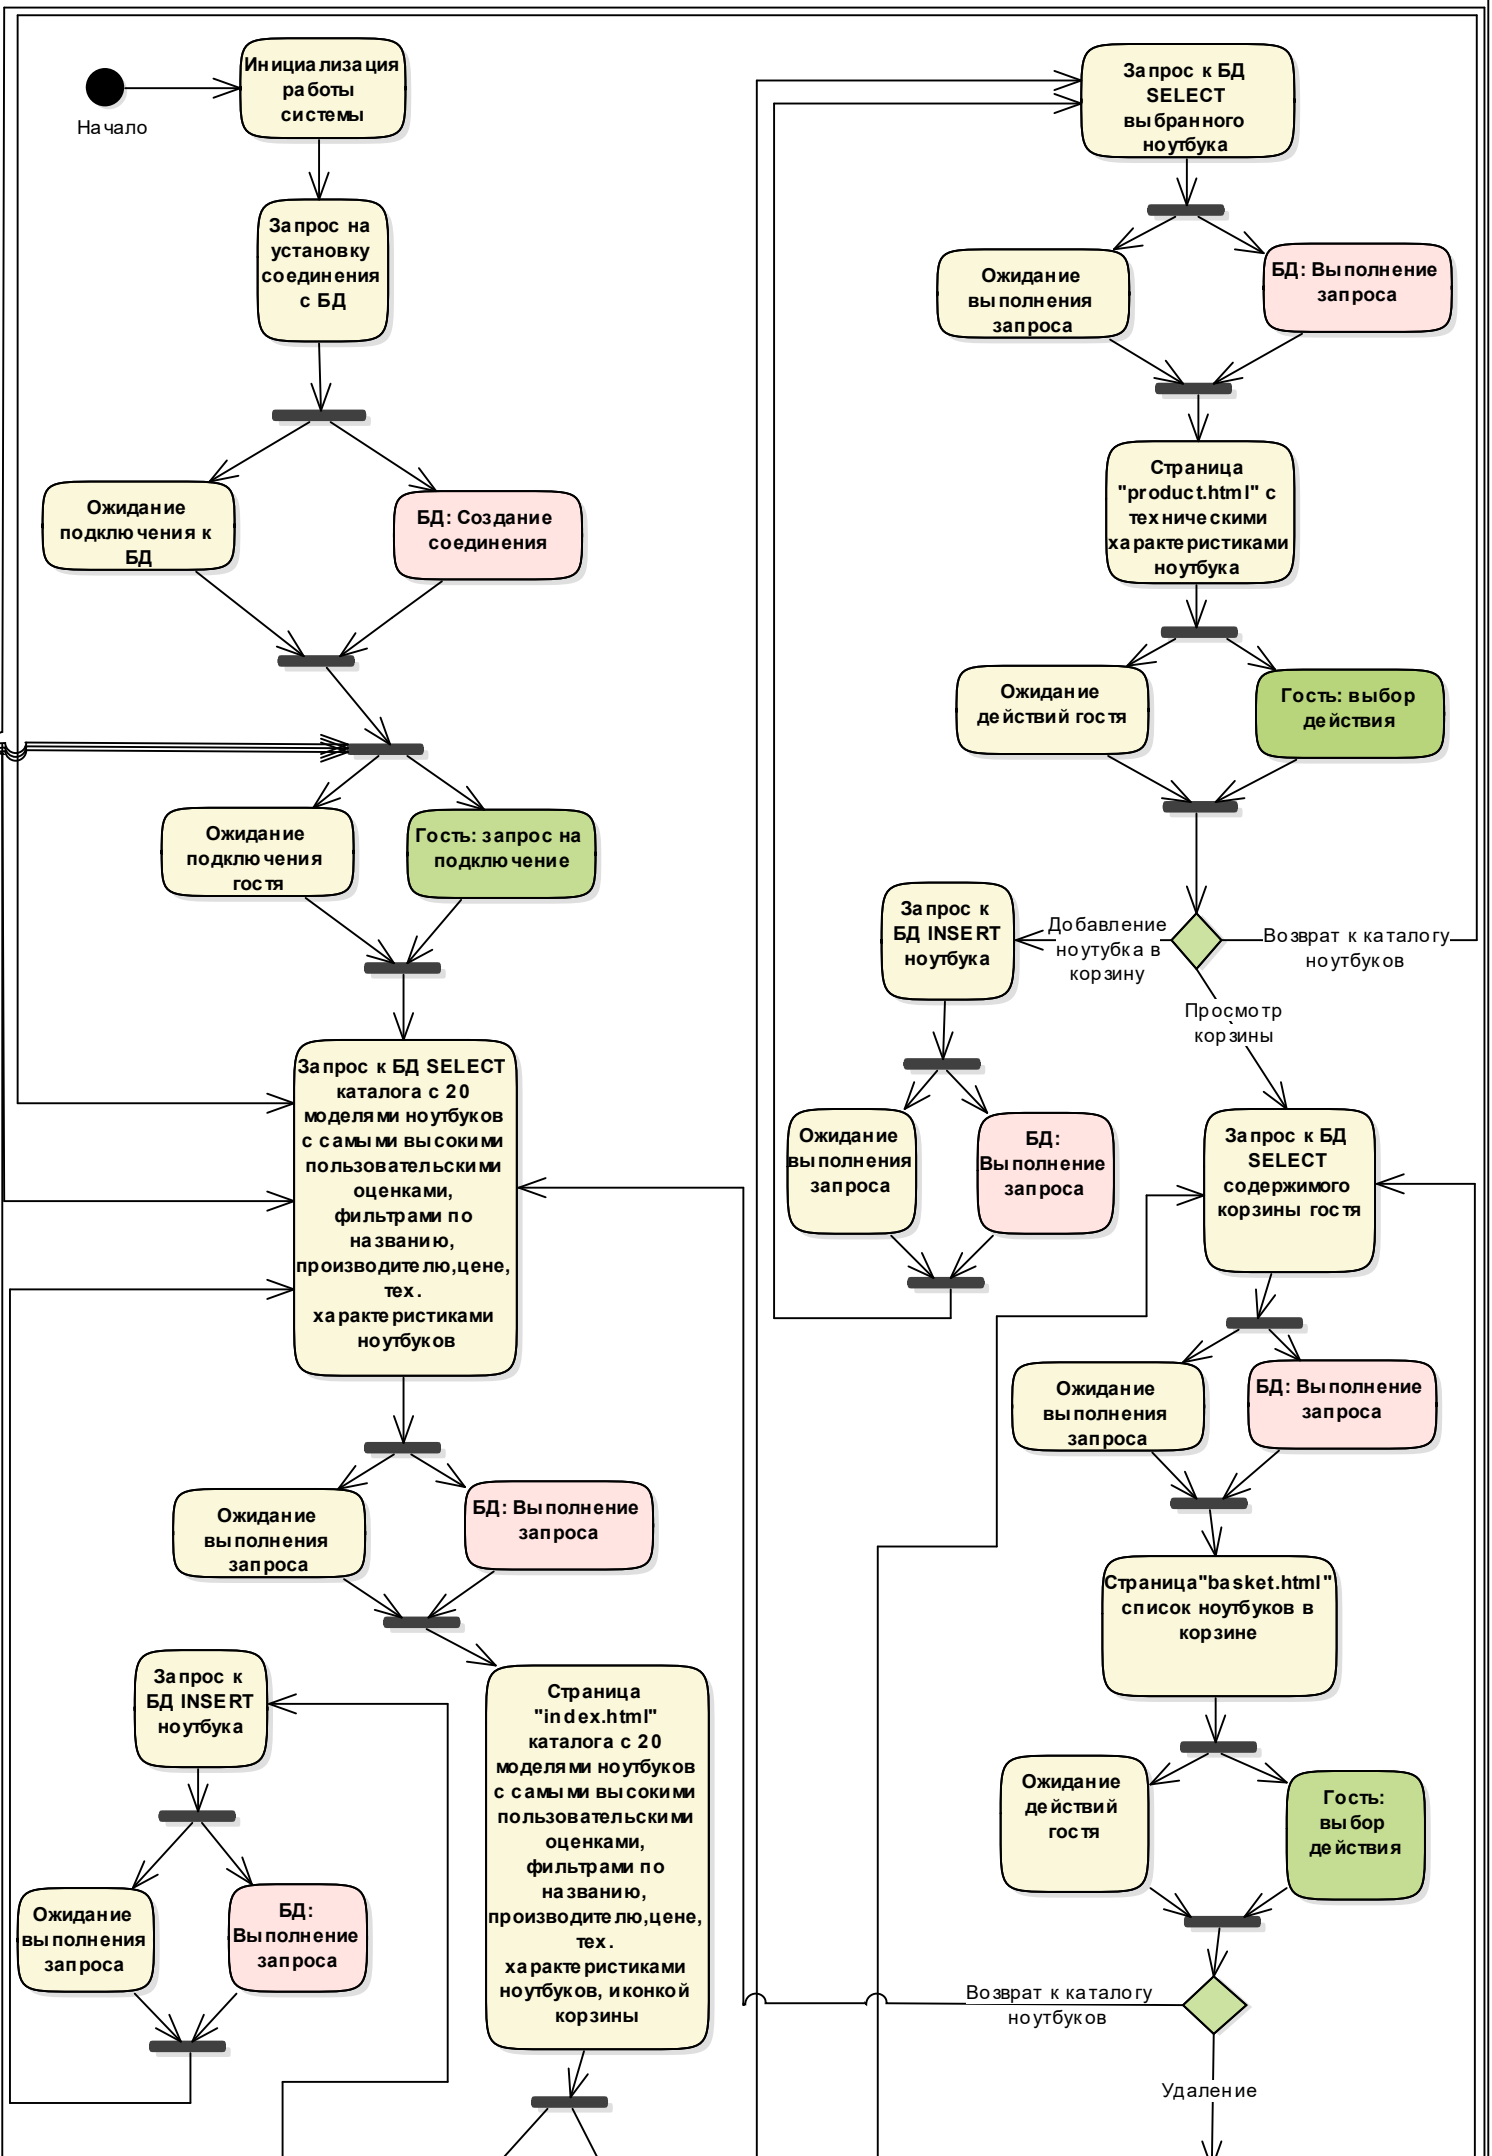 Начало
Инициализация
работы
системы
Запрос на
установку
соединения
с БД
Ожидание
подключения к
БД
БД: Создание
соединения
Ожидание
подключения
гостя
Гость: запрос на
подключение
Запрос к БД SELECT
каталога с 20
моделями ноутбуков
с самыми высокими
пользовательскими
оценками,
фильтрами по
названию,
производителю,цене,
тех.
характеристиками
ноутбуков
Ожидание
выполнения
запроса
БД: Выполнение
запроса
Запрос к
БД INSERT
ноутбука
Ожидание
выполнения
запроса
БД:
Выполнение
запроса
Страница
"index.html"
каталога с 20
моделями ноутбуков
с самыми высокими
пользовательскими
оценками,
фильтрами по
названию,
производителю,цене,
тех.
характеристиками
ноутбуков, иконкой
корзины
Запрос к БД
SELECT
выбранного
ноутбука
Ожидание
выполнения
запроса
БД: Выполнение
запроса
Страница
"product.html" с
техническими
характеристиками
ноутбука
Ожидание
действий гостя
Гость: выбор
действия
Добавление
ноутубка в
корзину
Возврат к каталогу
ноутбуков
Просмотр
корзины
Запрос к
БД INSERT
ноутбука
Ожидание
выполнения
запроса
БД:
Выполнение
запроса
Запрос к БД
SELECT
содержимого
корзины гостя
Ожидание
выполнения
запроса
БД: Выполнение
запроса
Страница"basket.html"
список ноутбуков в
корзине
Ожидание
действий
гостя
Гость:
выбор
действия
Возврат к каталогу
ноутбуков
Удаление